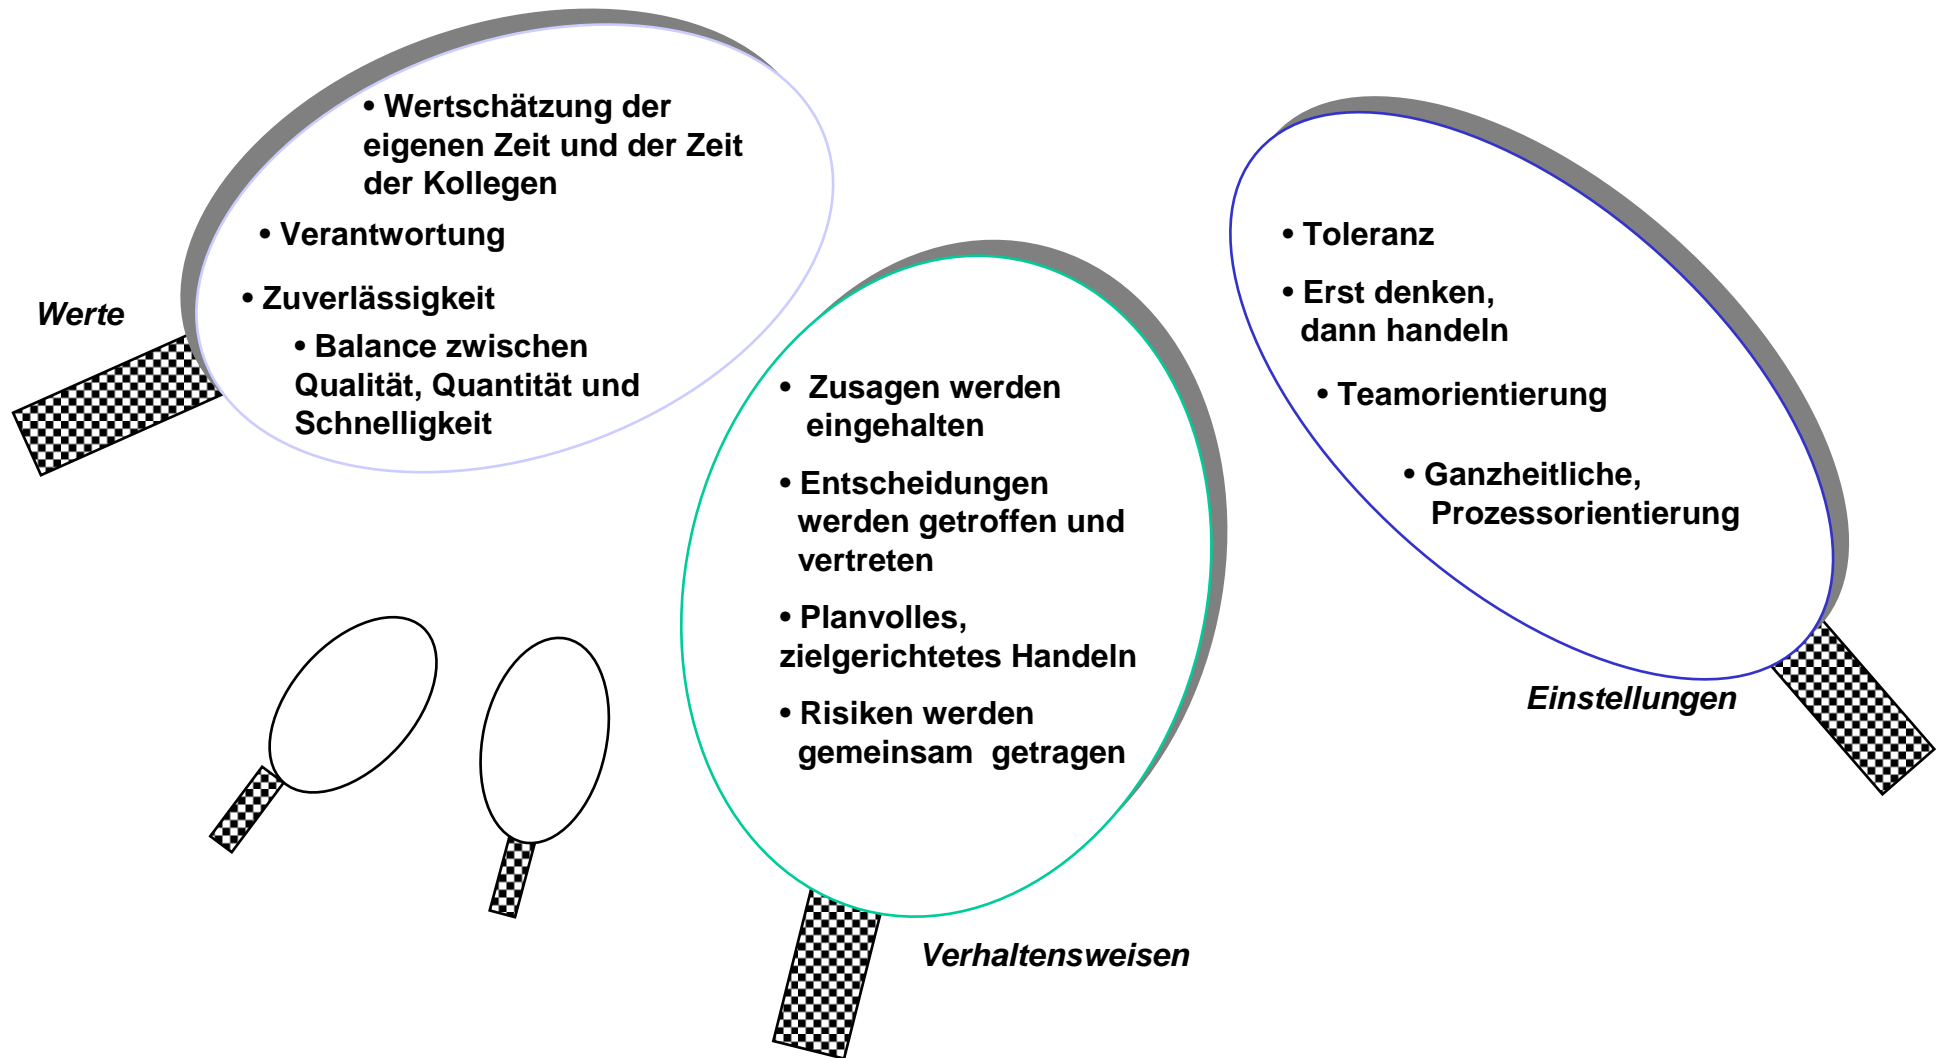 • Wertschätzung der
eigenen Zeit und der Zeit
der Kollegen
• Verantwortung
• Zuverlässigkeit
• Balance zwischen
Qualität, Quantität und
Schnelligkeit
Werte
• Zusagen werden
eingehalten
• Entscheidungen
werden getroffen und
vertreten
• Planvolles,
zielgerichtetes Handeln
• Risiken werden
gemeinsam getragen
Verhaltensweisen
• Toleranz
• Erst denken,
dann handeln
• Teamorientierung
• Ganzheitliche,
Prozessorientierung
Einstellungen